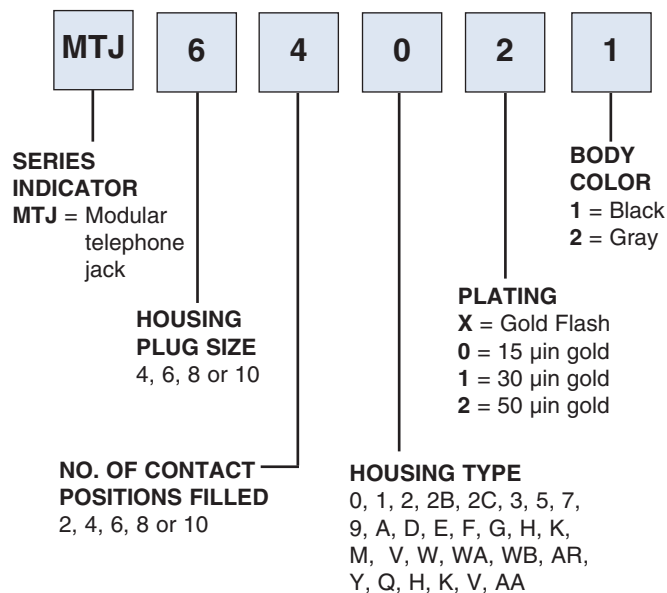 MTJ 6 4 0 2 1
SERIES
INDICATOR
MTJ = Modular
telephone
jack
HOUSING
PLUG SIZE
4, 6, 8 or 10
NO. OF CONTACT
POSITIONS FILLED
2, 4, 6, 8 or 10
HOUSING TYPE
0, 1, 2, 2B, 2C, 3, 5, 7,
9, A, D, E, F, G, H, K,
M, V, W, WA, WB, AR,
Y, Q, H, K, V, AA
PLATING
X = Gold Flash
0 = 15 µin gold
1 = 30 µin gold
2 = 50 µin gold
BODY
COLOR
1 = Black
2 = Gray